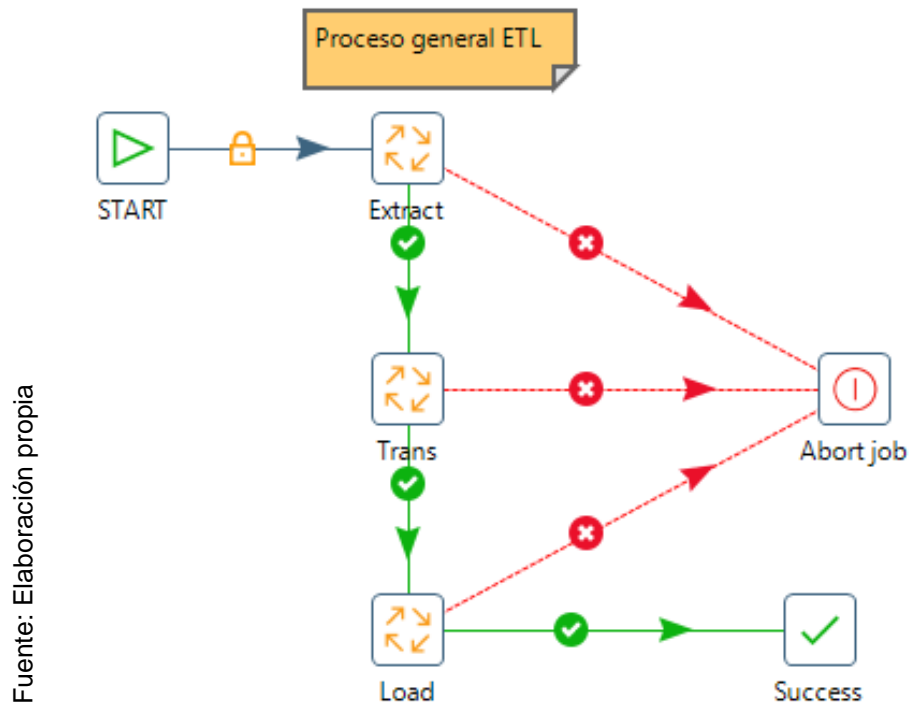 Proceso general ETL
START
Extract
Trans
Abort job
Load
Success
Fuente: Elaboración propia